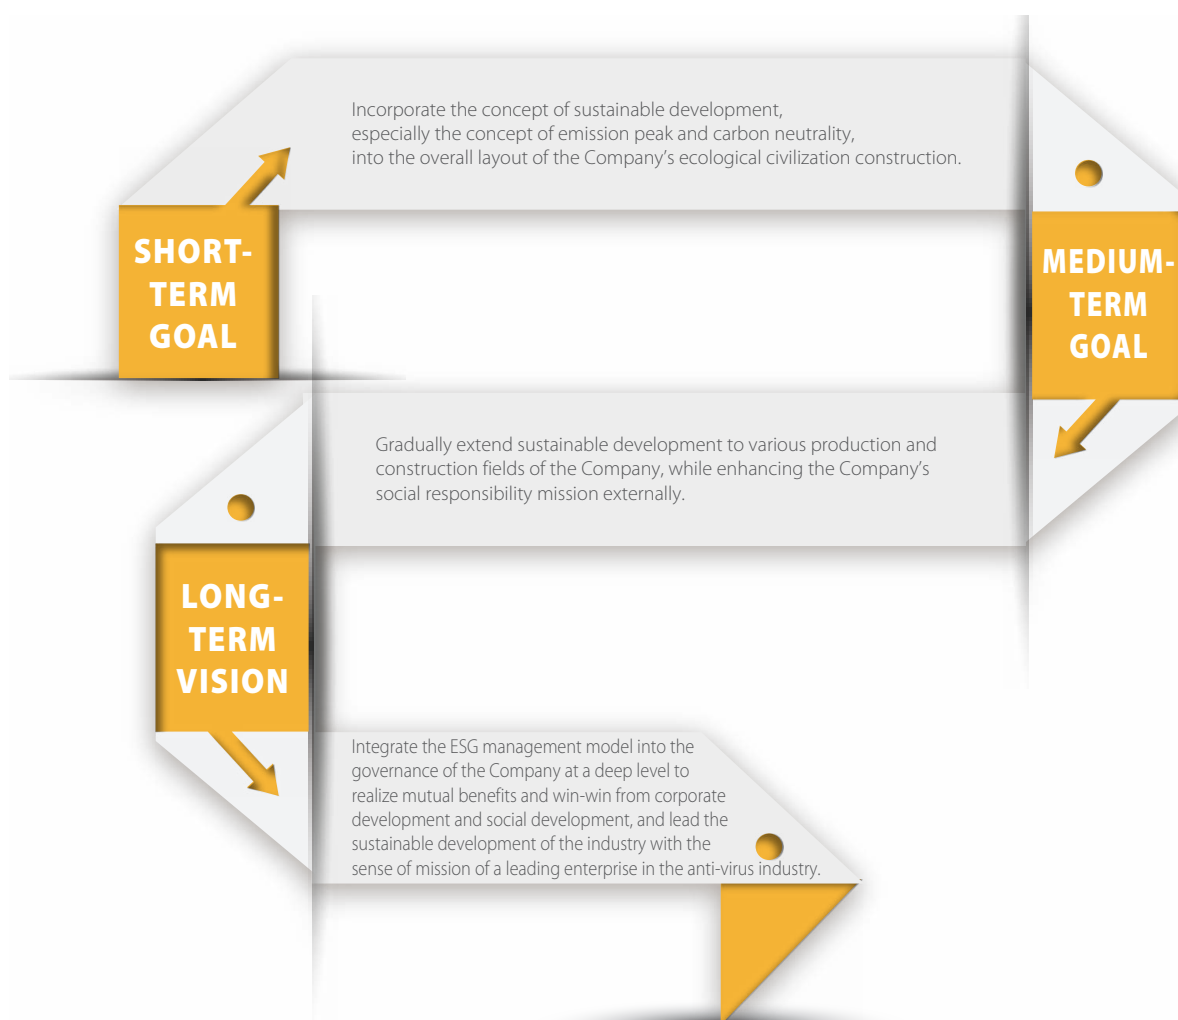 SHORT-
TERM
GOAL
Incorporate the concept of sustainable development,
especially the concept of emission peak and carbon neutrality,
into the overall layout of the Company’s ecological civilization construction.
MEDIUM-
TERM
GOAL
Gradually extend sustainable development to various production and
construction fields of the Company, while enhancing the Company’s
social responsibility mission externally.
LONG-
TERM
VISION
Integrate the ESG management model into the
governance of the Company at a deep level to
realize mutual benefits and win-win from corporate
development and social development, and lead the
sustainable development of the industry with the
sense of mission of a leading enterprise in the anti-virus industry.